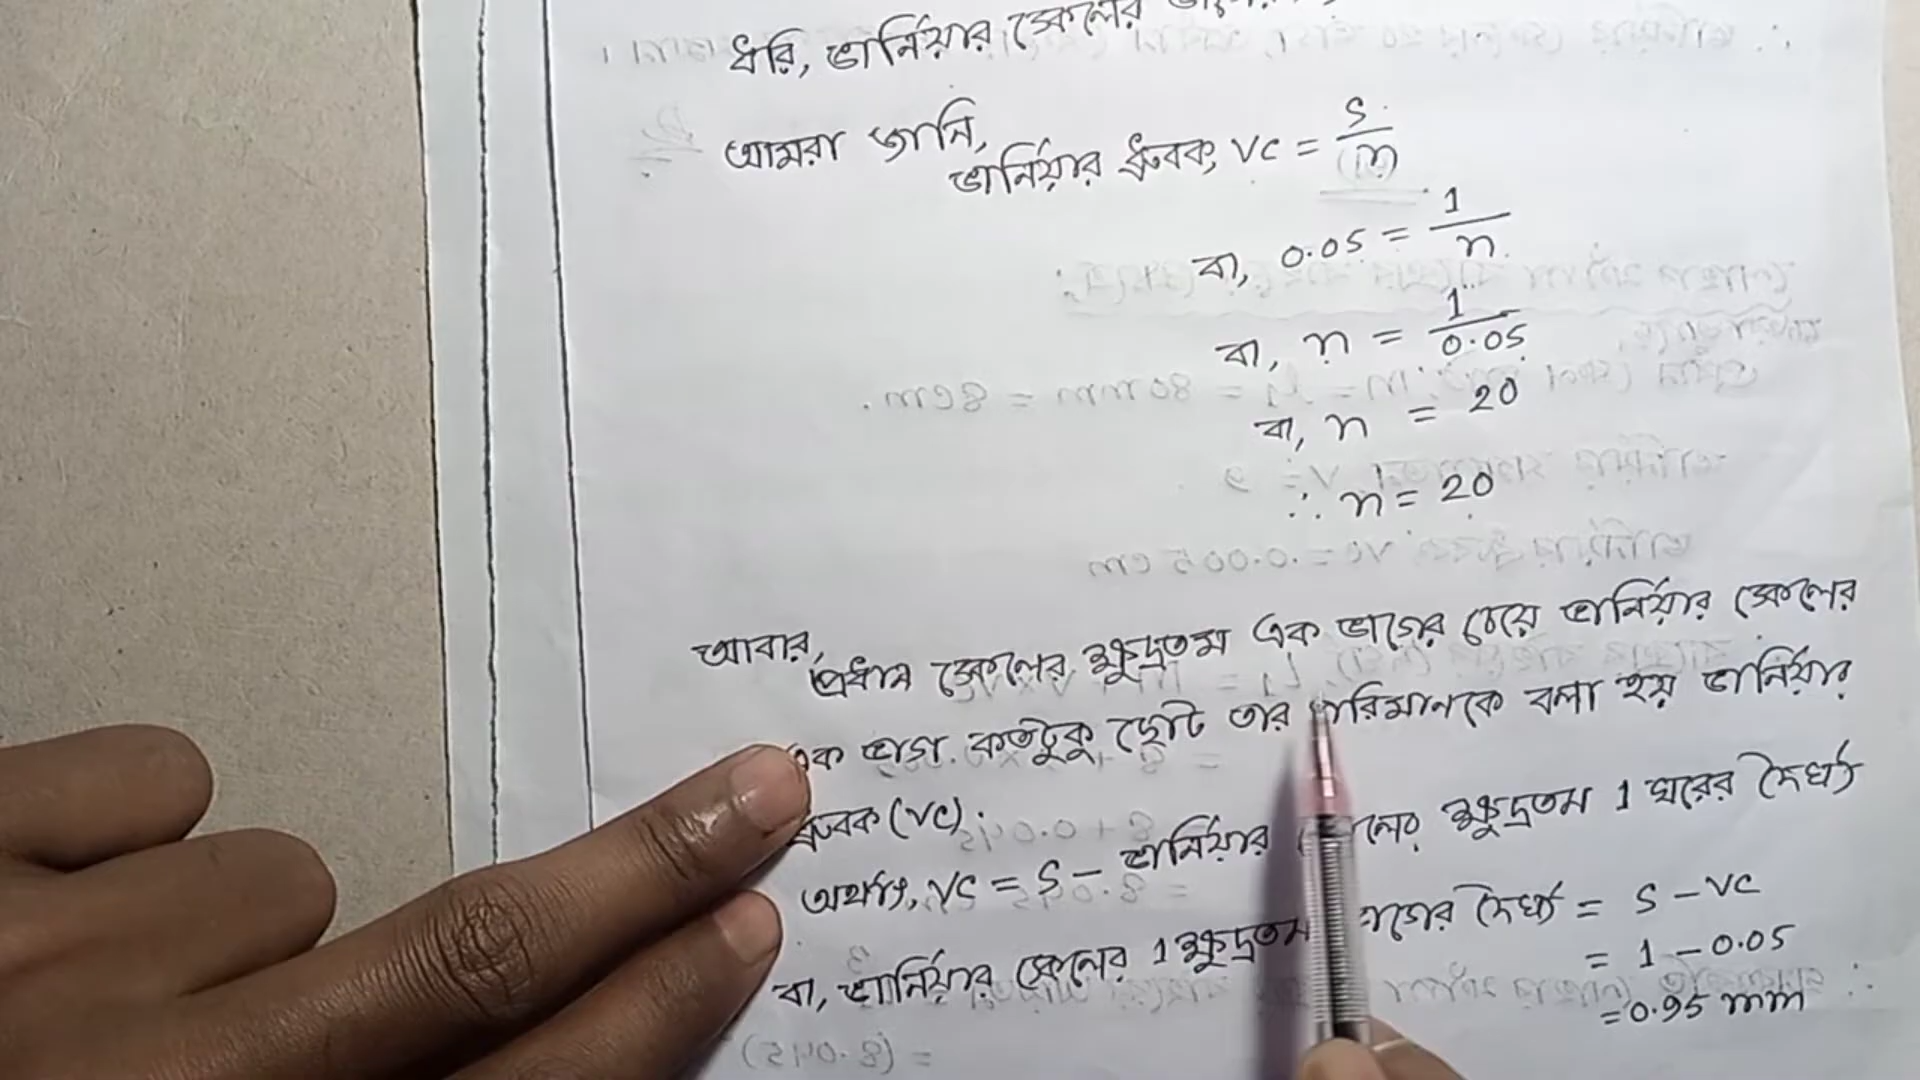 ধরি, ভার্নিয়ার স্কেলের
আমরা জানি,
ভার্নিয়ার ধ্রুবক, VC = S/n
বা, 0.05 = 1/n
বা, n = 1/0.05
বা, n = 20
∴ n = 20
আবার,
প্রধান স্কেলের ক্ষুদ্রতম এক ভাগের চেয়ে ভার্নিয়ার স্কেলের
এক ভাগ কতটুকু ছোট তার পরিমানকে বলা হয় ভার্নিয়ার
ধ্রুবক (VC).
অর্থাৎ, VC = S - ভার্নিয়ার স্কেলের ক্ষুদ্রতম 1 ঘরের দৈর্ঘ্য
বা, ভার্নিয়ার স্কেলের 1 ক্ষুদ্রতম ভাগের দৈর্ঘ্য = S - VC
= 1 - 0.05
= 0.95 mm